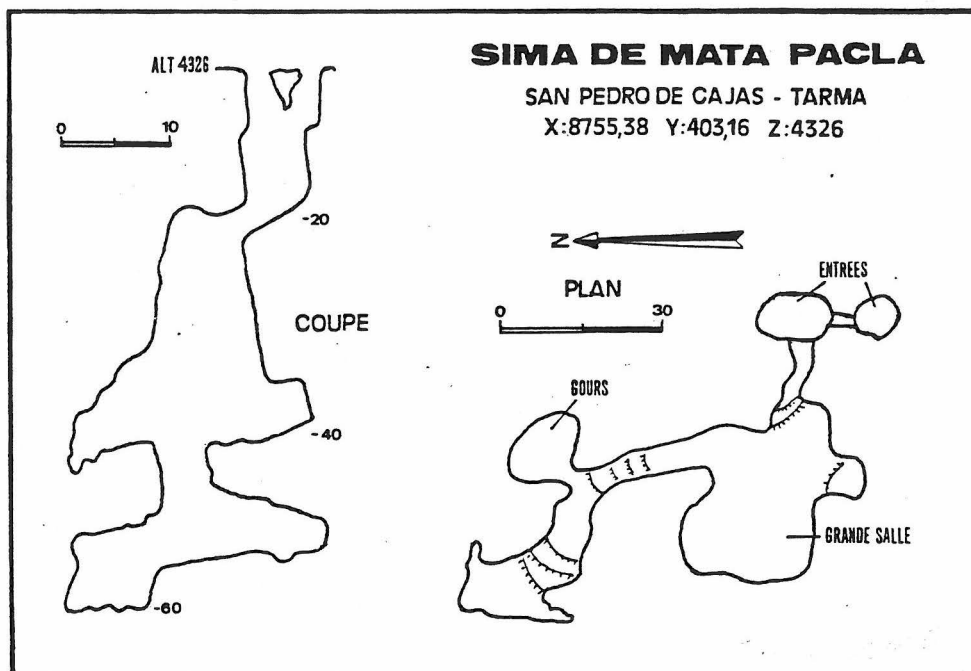 SIMA DE MATA PACLA
SAN PEDRO DE CAJAS - TARMA
X:8755,38 Y:403,16 Z:4326
ALT 4326
0 10
-20
COUPE
-40
-60
N
PLAN
0 30
ENTREES
GOURS
GRANDE SALLE